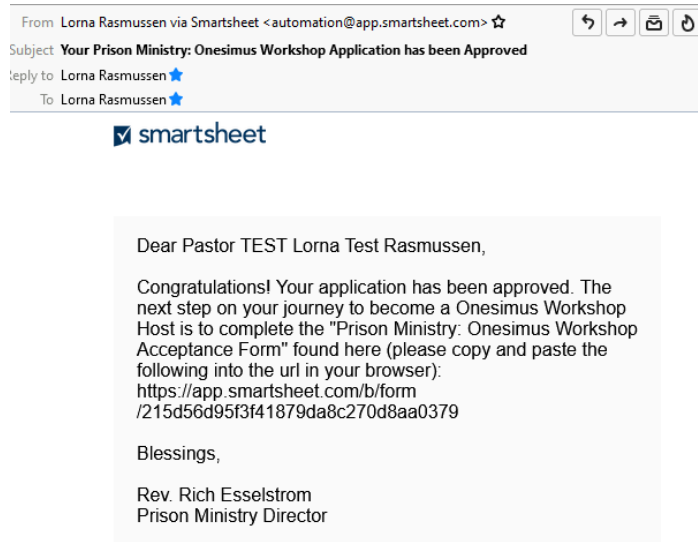 From Lorna Rasmussen via Smartsheet <automation@app.smartsheet.com>
Subject Your Prison Ministry: Onesimus Workshop Application has been Approved
Reply to Lorna Rasmussen
To Lorna Rasmussen
smartsheet
Dear Pastor TEST Lorna Test Rasmussen,
Congratulations! Your application has been approved. The
next step on your journey to become a Onesimus Workshop
Host is to complete the "Prison Ministry: Onesimus Workshop
Acceptance Form" found here (please copy and paste the
following into the url in your browser):
https://app.smartsheet.com/b/form
/215d56d95f3f41879da8c270d8aa0379
Blessings,
Rev. Rich Esselstrom
Prison Ministry Director